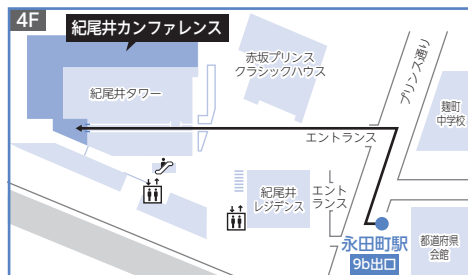 4F
紀尾井カンファレンス
赤坂プリンス
クラシックハウス
プリンス通り
紀尾井タワー
麹町
中学校
エントランス
紀尾井
レジデンス
エント
ランス
永田町駅
9b出口
都道府県
会館